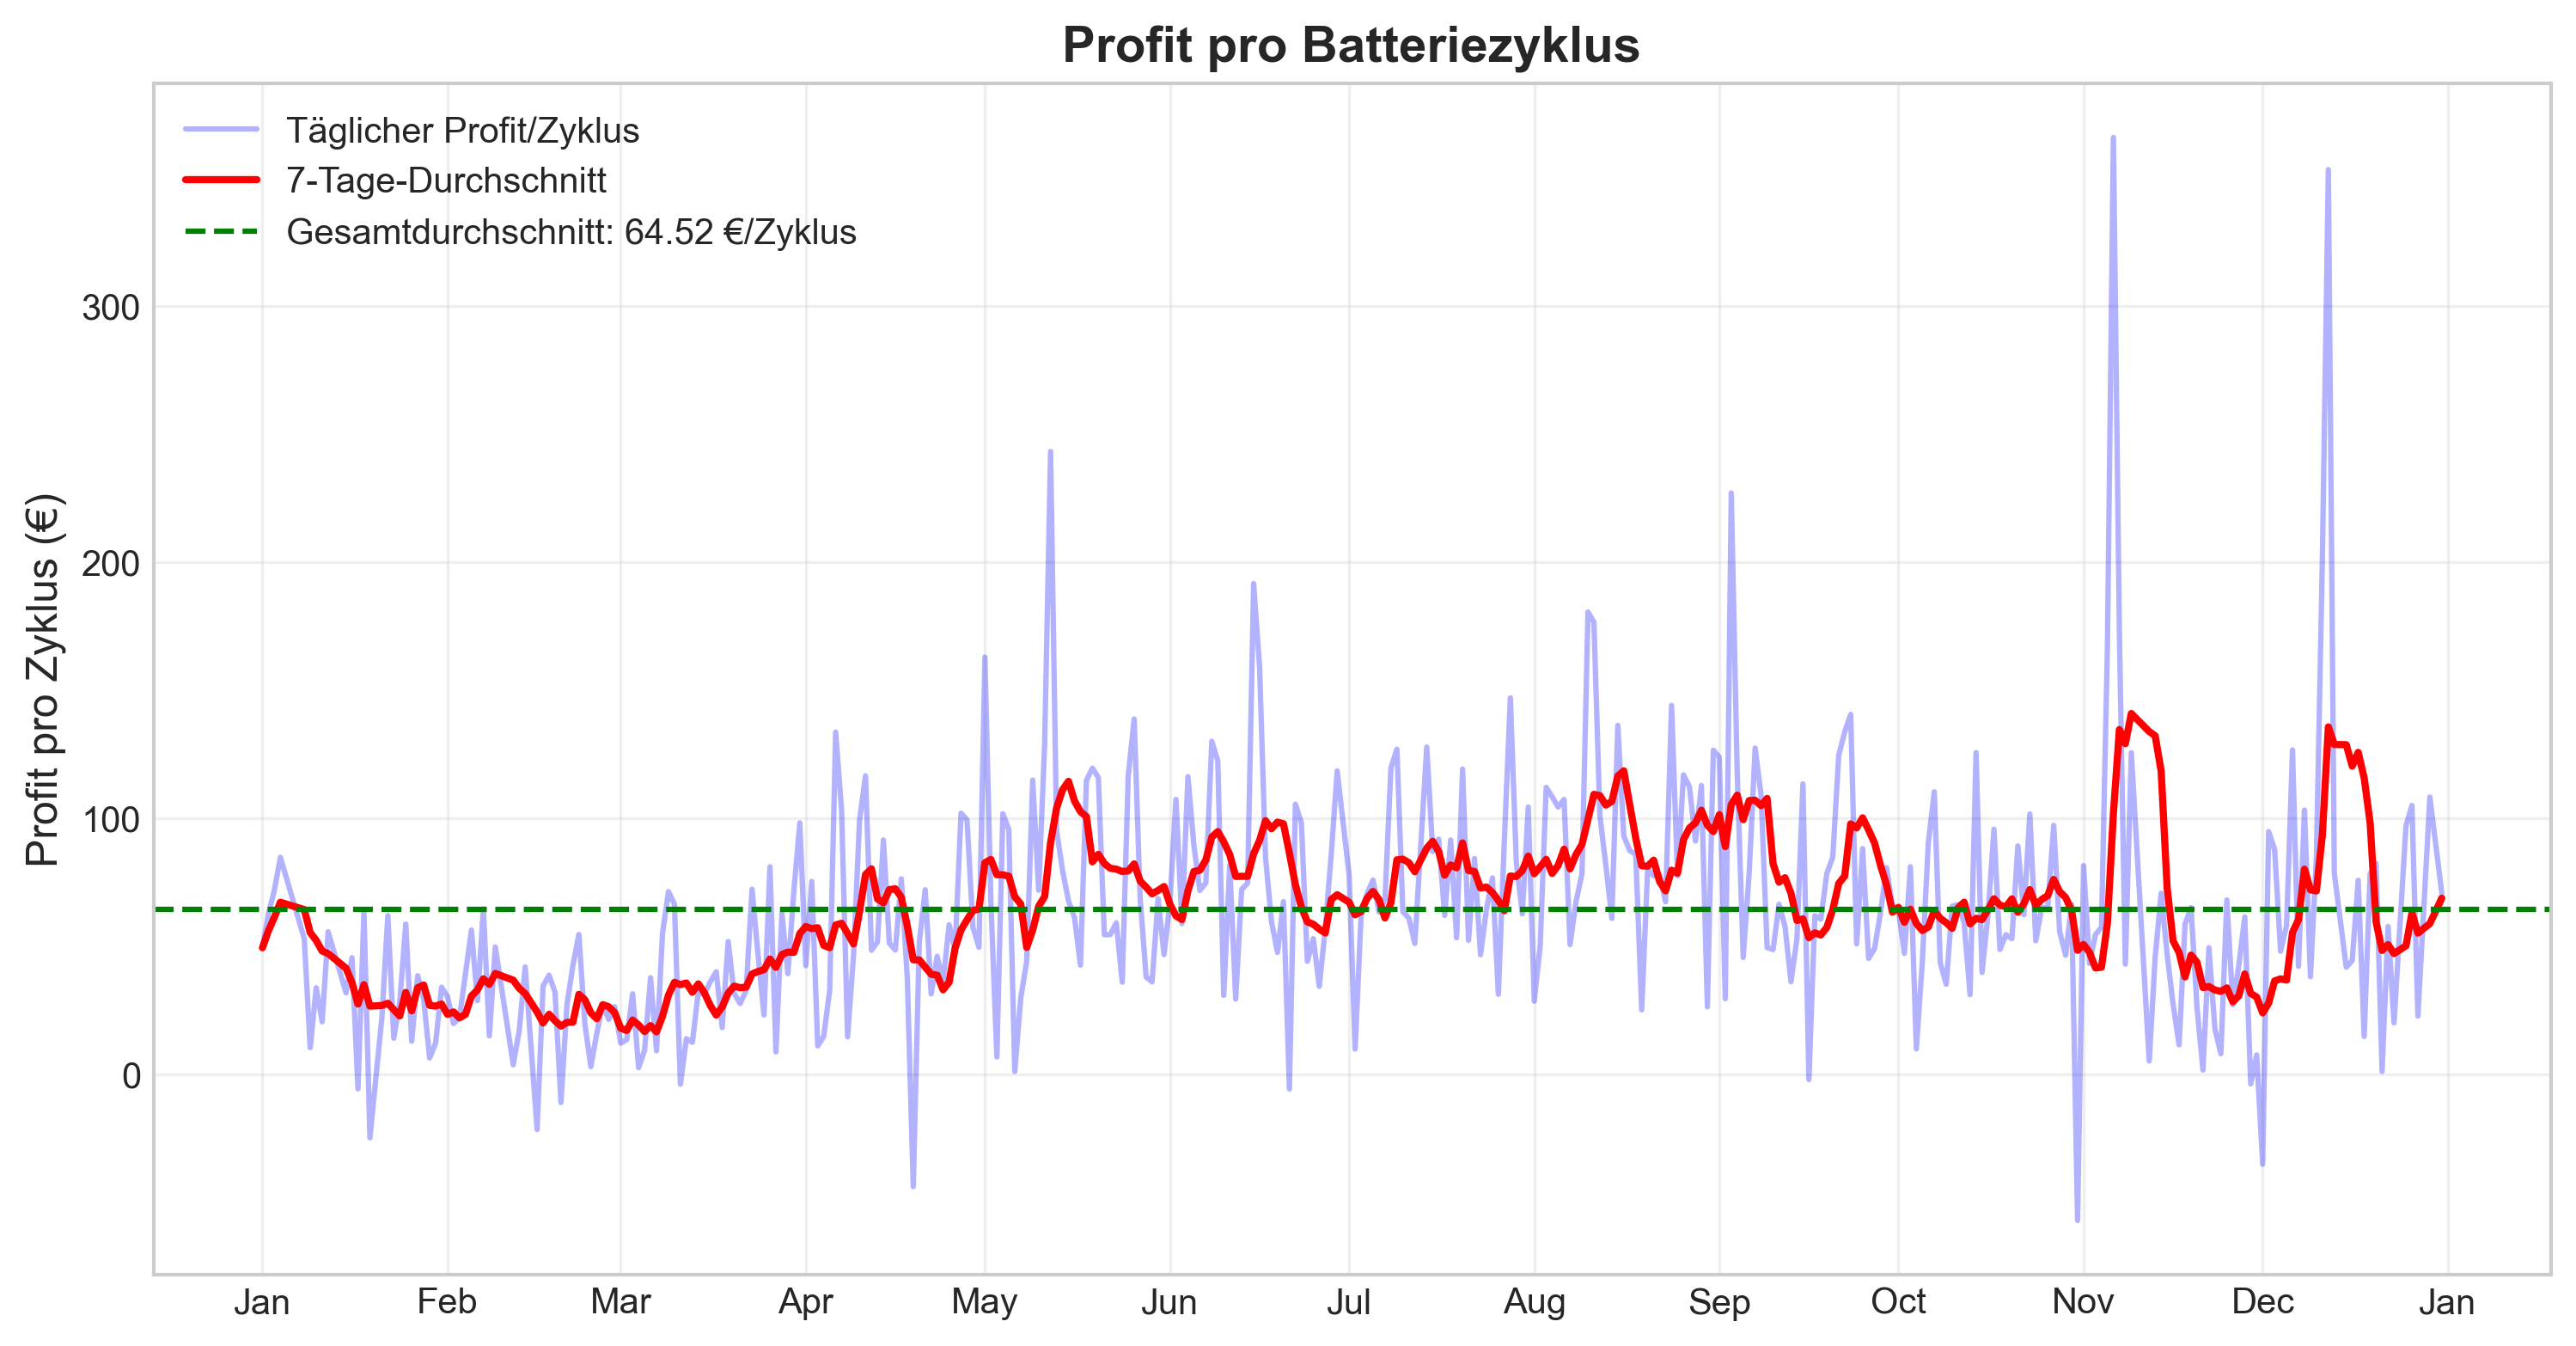 Profit pro Batteriezyklus
Täglicher Profit/Zyklus
7-Tage-Durchschnitt
Gesamtdurchschnitt: 64.52 €/Zyklus
Profit pro Zyklus (€)
300
200
100
0
Jan Feb Mar Apr May Jun Jul Aug Sep Oct Nov Dec Jan